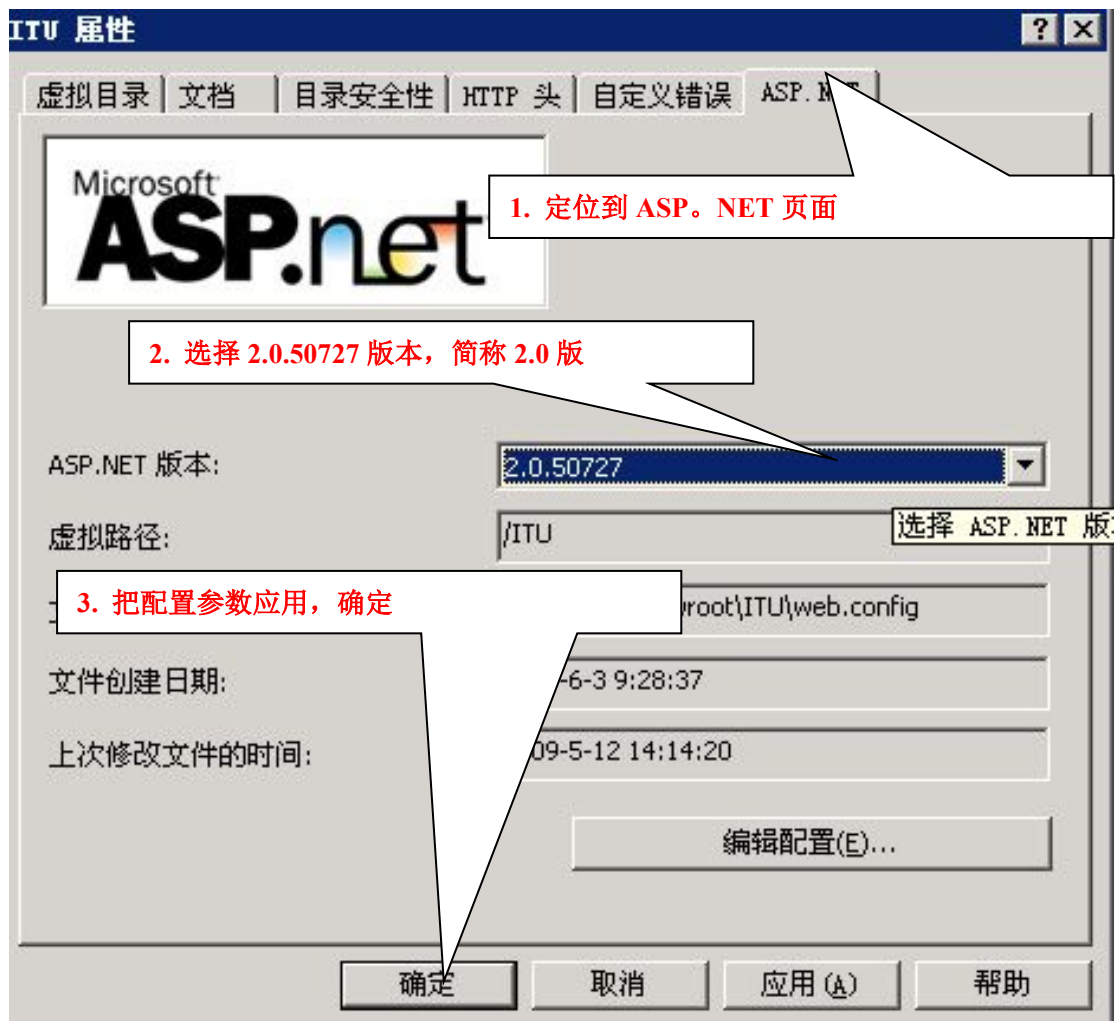 ITU 属性
虚拟目录 文档 目录安全性 HTTP 头 自定义错误 ASP.NET
Microsoft
ASP.net
1. 定位到 ASP。NET 页面
2. 选择 2.0.50727 版本，简称 2.0 版
ASP.NET 版本: 2.0.50727
选择 ASP.NET 版
虚拟路径: /ITU
3. 把配置参数应用，确定
root\ITU\web.config
文件创建日期: -6-3 9:28:37
上次修改文件的时间: 09-5-12 14:14:20
编辑配置(E)...
确定 取消 应用(A) 帮助